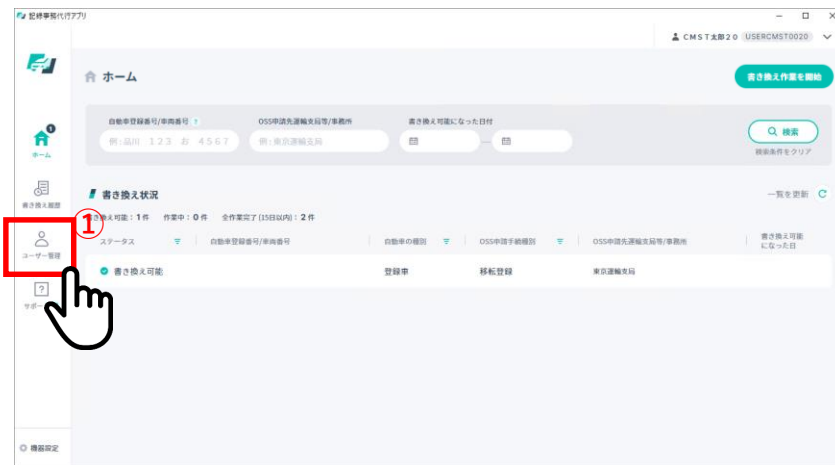 記録事務代行アプリ
CMST太郎20 USERCMST0020
ホーム
書き換え作業を開始
自動車登録番号/車両番号 ?
OSS申請先運輸支局等/事務所
書き換え可能になった日付
例:品川 123 お 4567
例:東京運輸支局
検索
検索条件をクリア
1
ホーム
書き換え履歴
書き換え状況
一覧を更新
書き換え可能:1件 作業中:0件 全作業完了(15日以内):2件
①
ユーザー管理
ステータス
自動車登録番号/車両番号
自動車の種別
OSS申請手続種別
OSS申請先運輸支局等/事務所
書き換え可能
になった日
書き換え可能
登録車
移転登録
東京運輸支局
?
サポー
機器設定